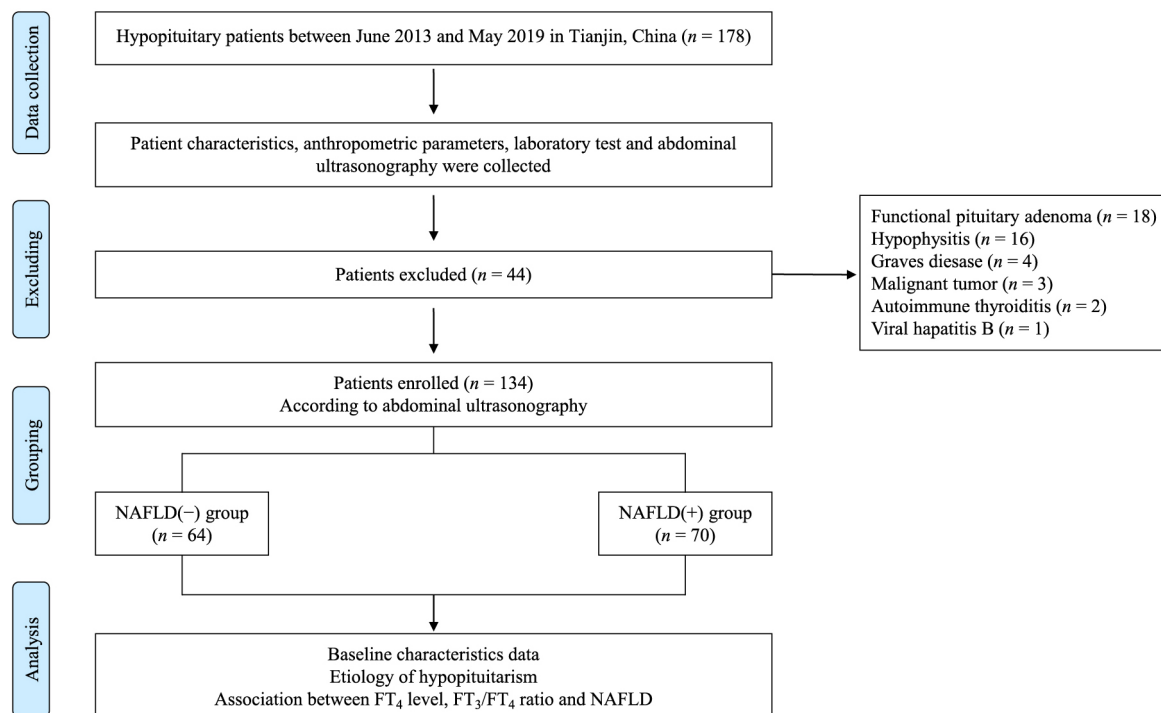 Data collection
Hypopituitary patients between June 2013 and May 2019 in Tianjin, China (n = 178)
Patient characteristics, anthropometric parameters, laboratory test and abdominal
ultrasonography were collected
Excluding
Patients excluded (n = 44)
Functional pituitary adenoma (n = 18)
Hypophysitis (n = 16)
Graves diesase (n = 4)
Malignant tumor (n = 3)
Autoimmune thyroiditis (n = 2)
Viral hapatitis B (n = 1)
Grouping
Patients enrolled (n = 134)
According to abdominal ultrasonography
NAFLD(−) group
(n = 64)
NAFLD(+) group
(n = 70)
Analysis
Baseline characteristics data
Etiology of hypopituitarism
Association between FT₄ level, FT₃/FT₄ ratio and NAFLD